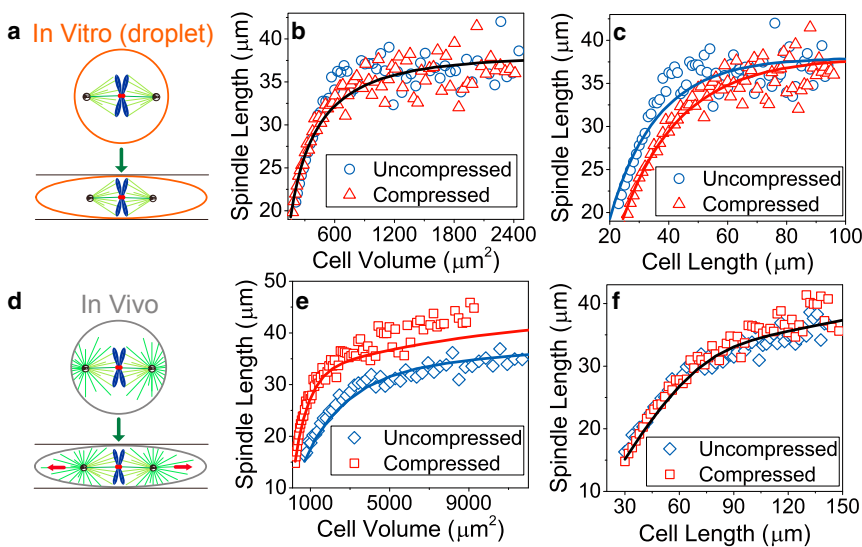 a
In Vitro (droplet)
b
Spindle Length (μm)
40
35
30
25
20
Uncompressed
Compressed
600 1200 1800 2400
Cell Volume (μm²)
c
Spindle Length (μm)
40
35
30
25
20
Uncompressed
Compressed
20 40 60 80 100
Cell Length (μm)
d
In Vivo
e
Spindle Length (μm)
50
40
30
20
10
Uncompressed
Compressed
1000 5000 9000
Cell Volume (μm²)
f
Spindle Length (μm)
40
30
20
10
Uncompressed
Compressed
30 60 90 120 150
Cell Length (μm)